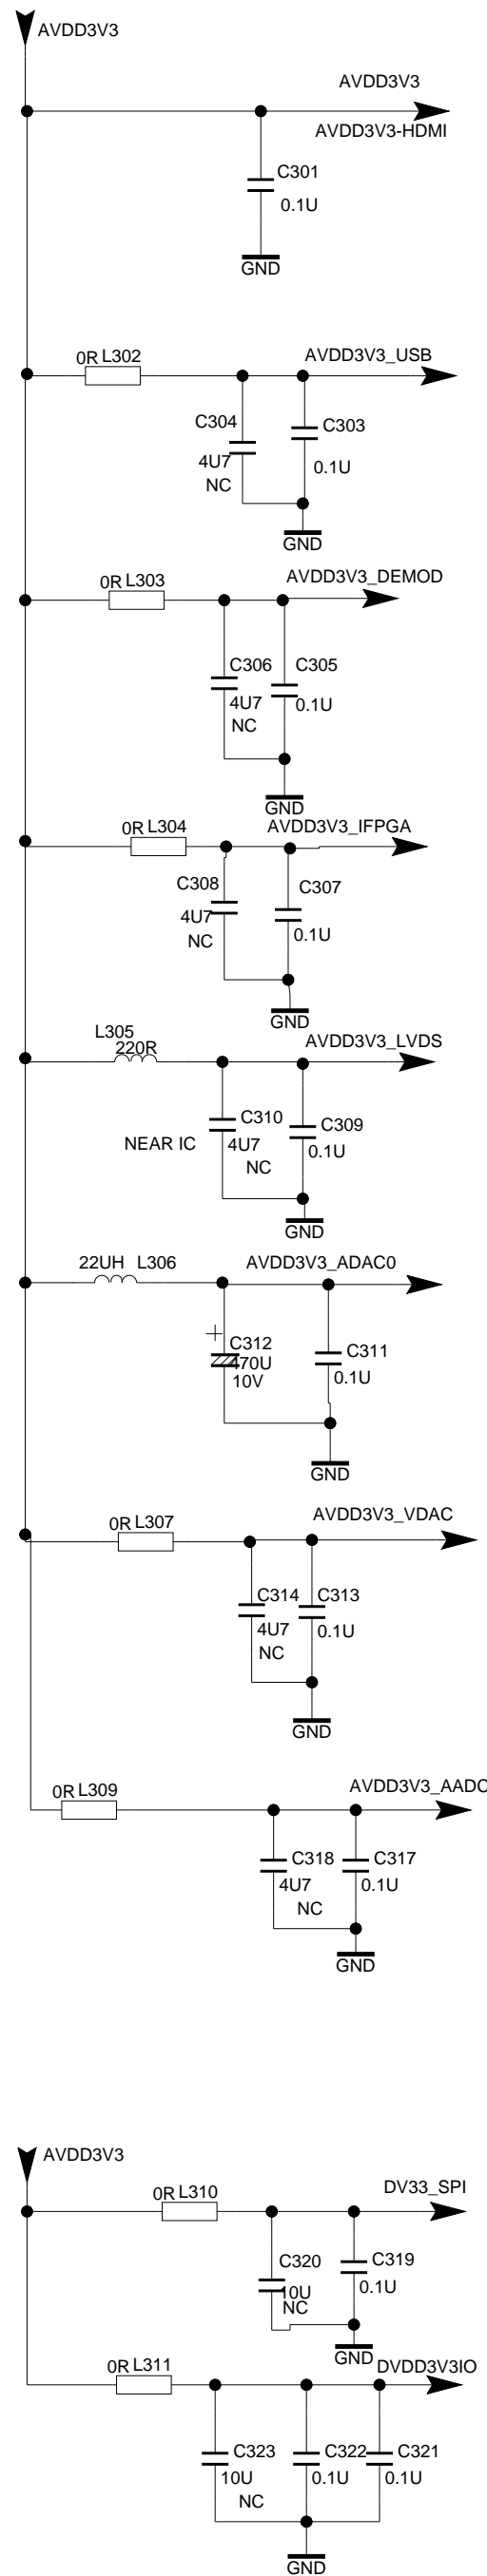 AVDD3V3
AVDD3V3
AVDD3V3-HDMI
C301
0.1U
GND
0R L302
AVDD3V3_USB
C304
C303
4U7
0.1U
NC
GND
0R L303
AVDD3V3_DEMOD
C306
C305
4U7
0.1U
NC
GND
0R L304
AVDD3V3_IFPGA
C308
C307
4U7
0.1U
NC
GND
L305
220R
AVDD3V3_LVDS
C310
C309
NEAR IC
4U7
0.1U
NC
GND
22UH L306
AVDD3V3_ADAC0
+
C312
C311
470U
0.1U
10V
GND
0R L307
AVDD3V3_VDAC
C314
C313
4U7
0.1U
NC
GND
0R L309
AVDD3V3_AADC
C318
C317
4U7
0.1U
NC
GND
AVDD3V3
0R L310
DV33_SPI
C320
C319
10U
0.1U
NC
GND
0R L311
DVDD3V3IO
C323
C322
C321
10U
0.1U
0.1U
NC
GND